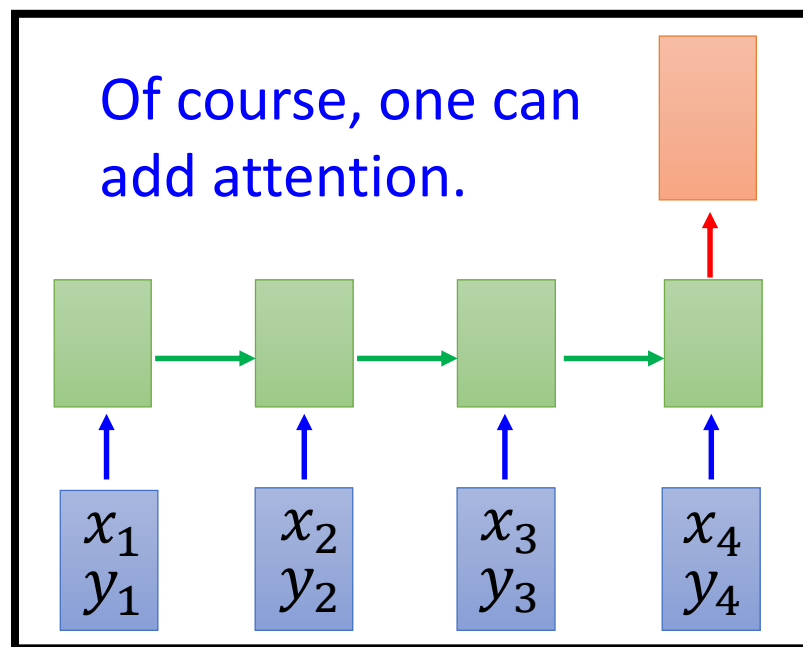 Of course, one can
add attention.
x₁ x₂ x₃ x₄
y₁ y₂ y₃ y₄